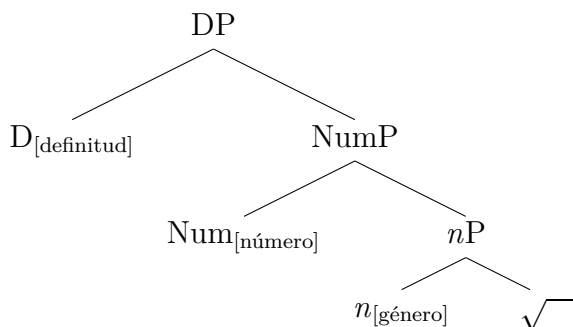 DP
D[definitud] NumP
Num[número] nP
n[género] √